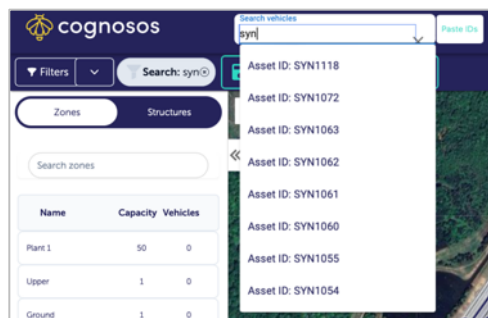 cognosos
Search vehicles
syn
Paste IDs
Filters
Search: syn
Zones
Structures
Search zones
Name Capacity Vehicles
Plant 1 50 0
Upper 1 0
Ground 1 0
Asset ID: SYN1118
Asset ID: SYN1072
Asset ID: SYN1063
Asset ID: SYN1062
Asset ID: SYN1061
Asset ID: SYN1060
Asset ID: SYN1055
Asset ID: SYN1054